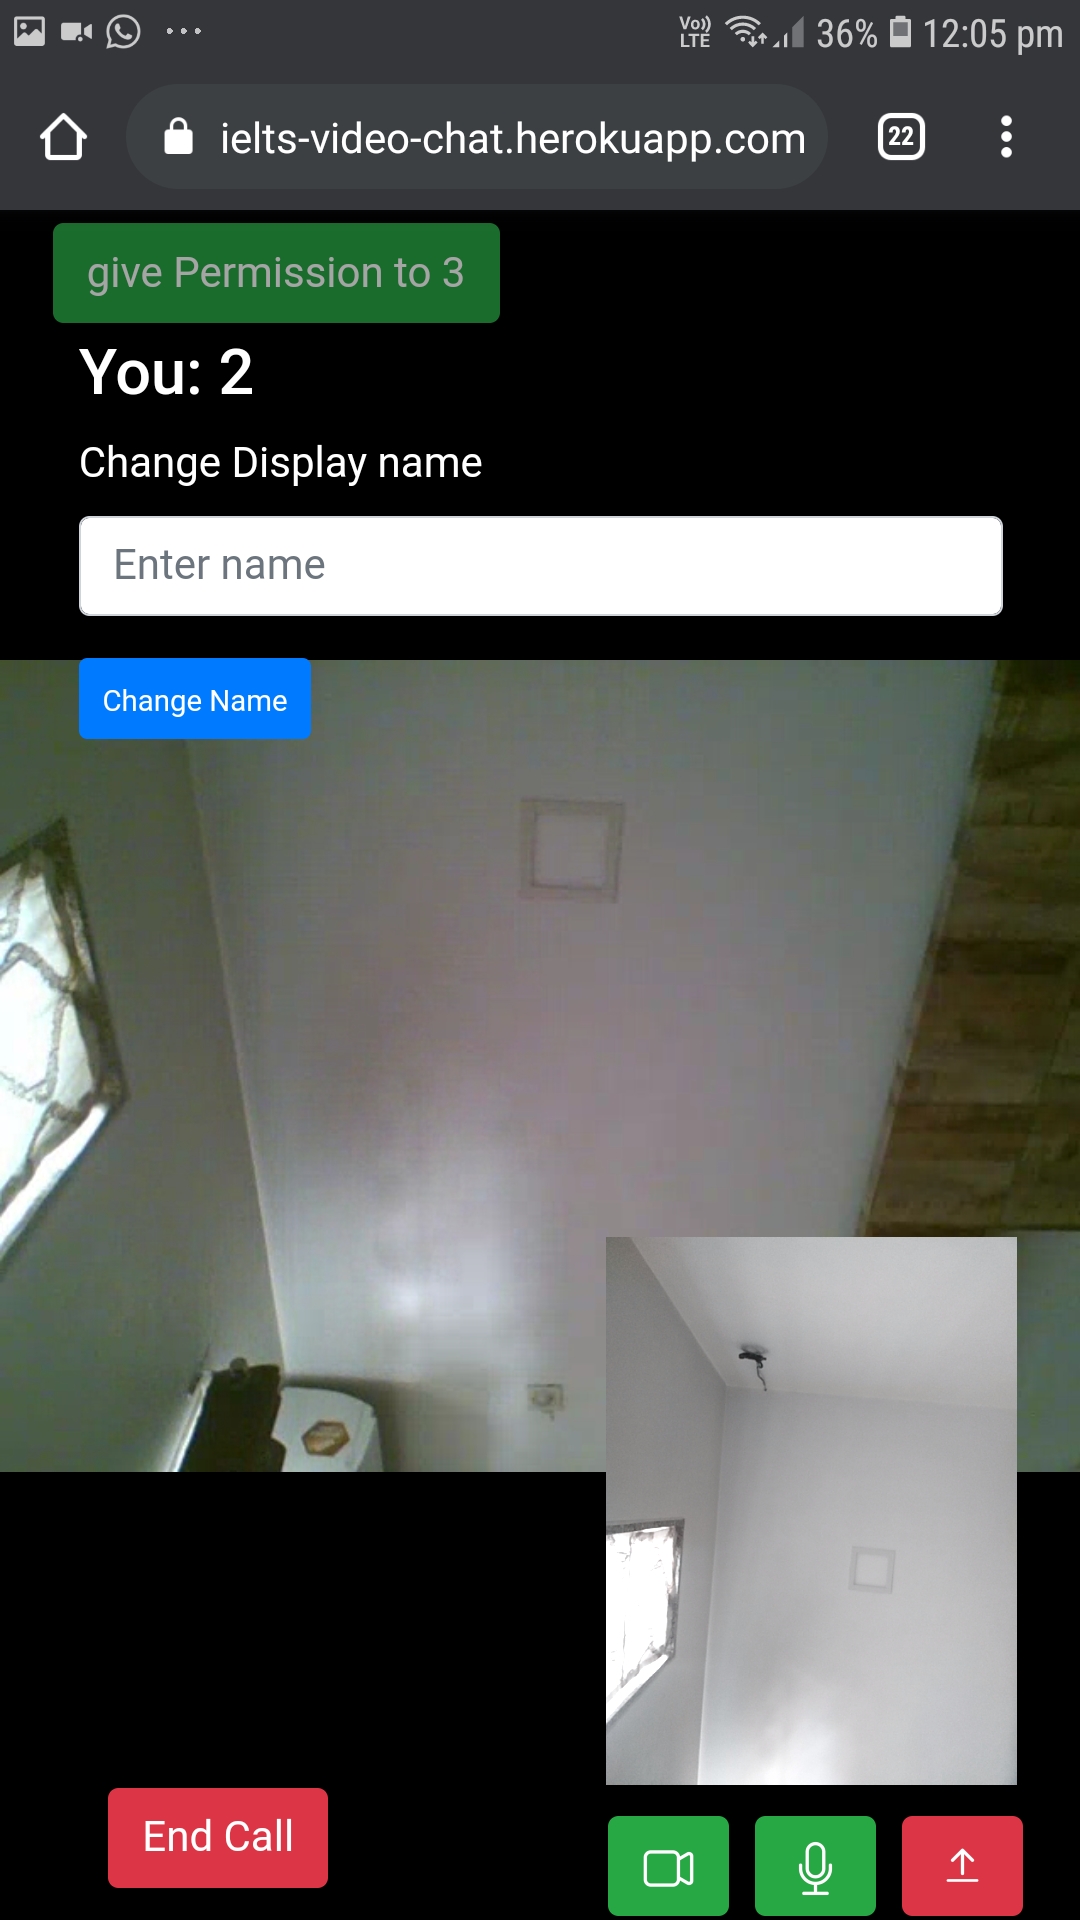 Vo)) LTE 36% 12:05 pm
ielts-video-chat.herokuapp.com 22
give Permission to 3
You: 2
Change Display name
Enter name
Change Name
End Call